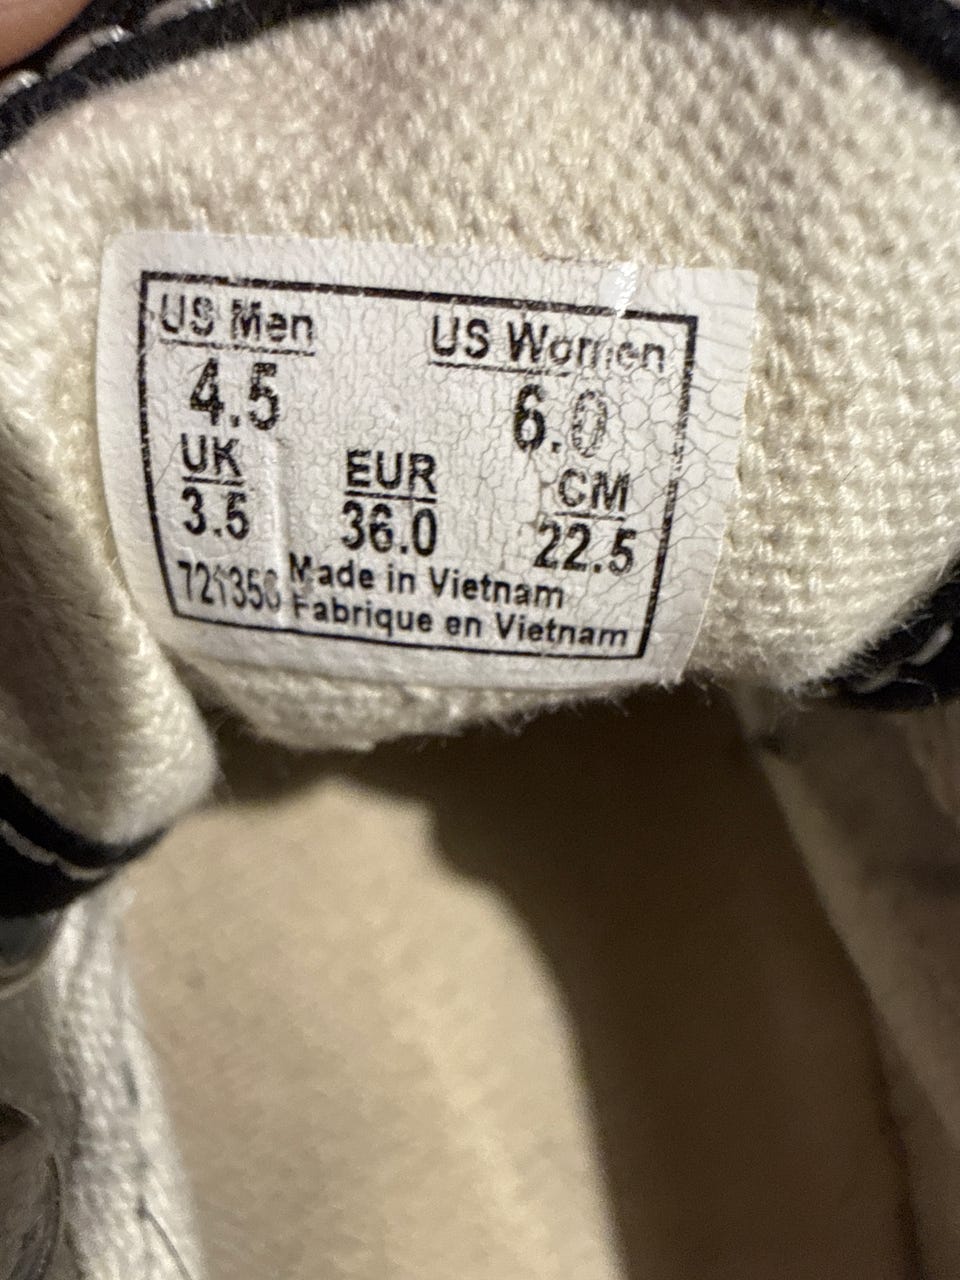 US Men US Women
4.5 6.0
UK EUR CM
3.5 36.0 22.5
Made in Vietnam
Fabrique en Vietnam